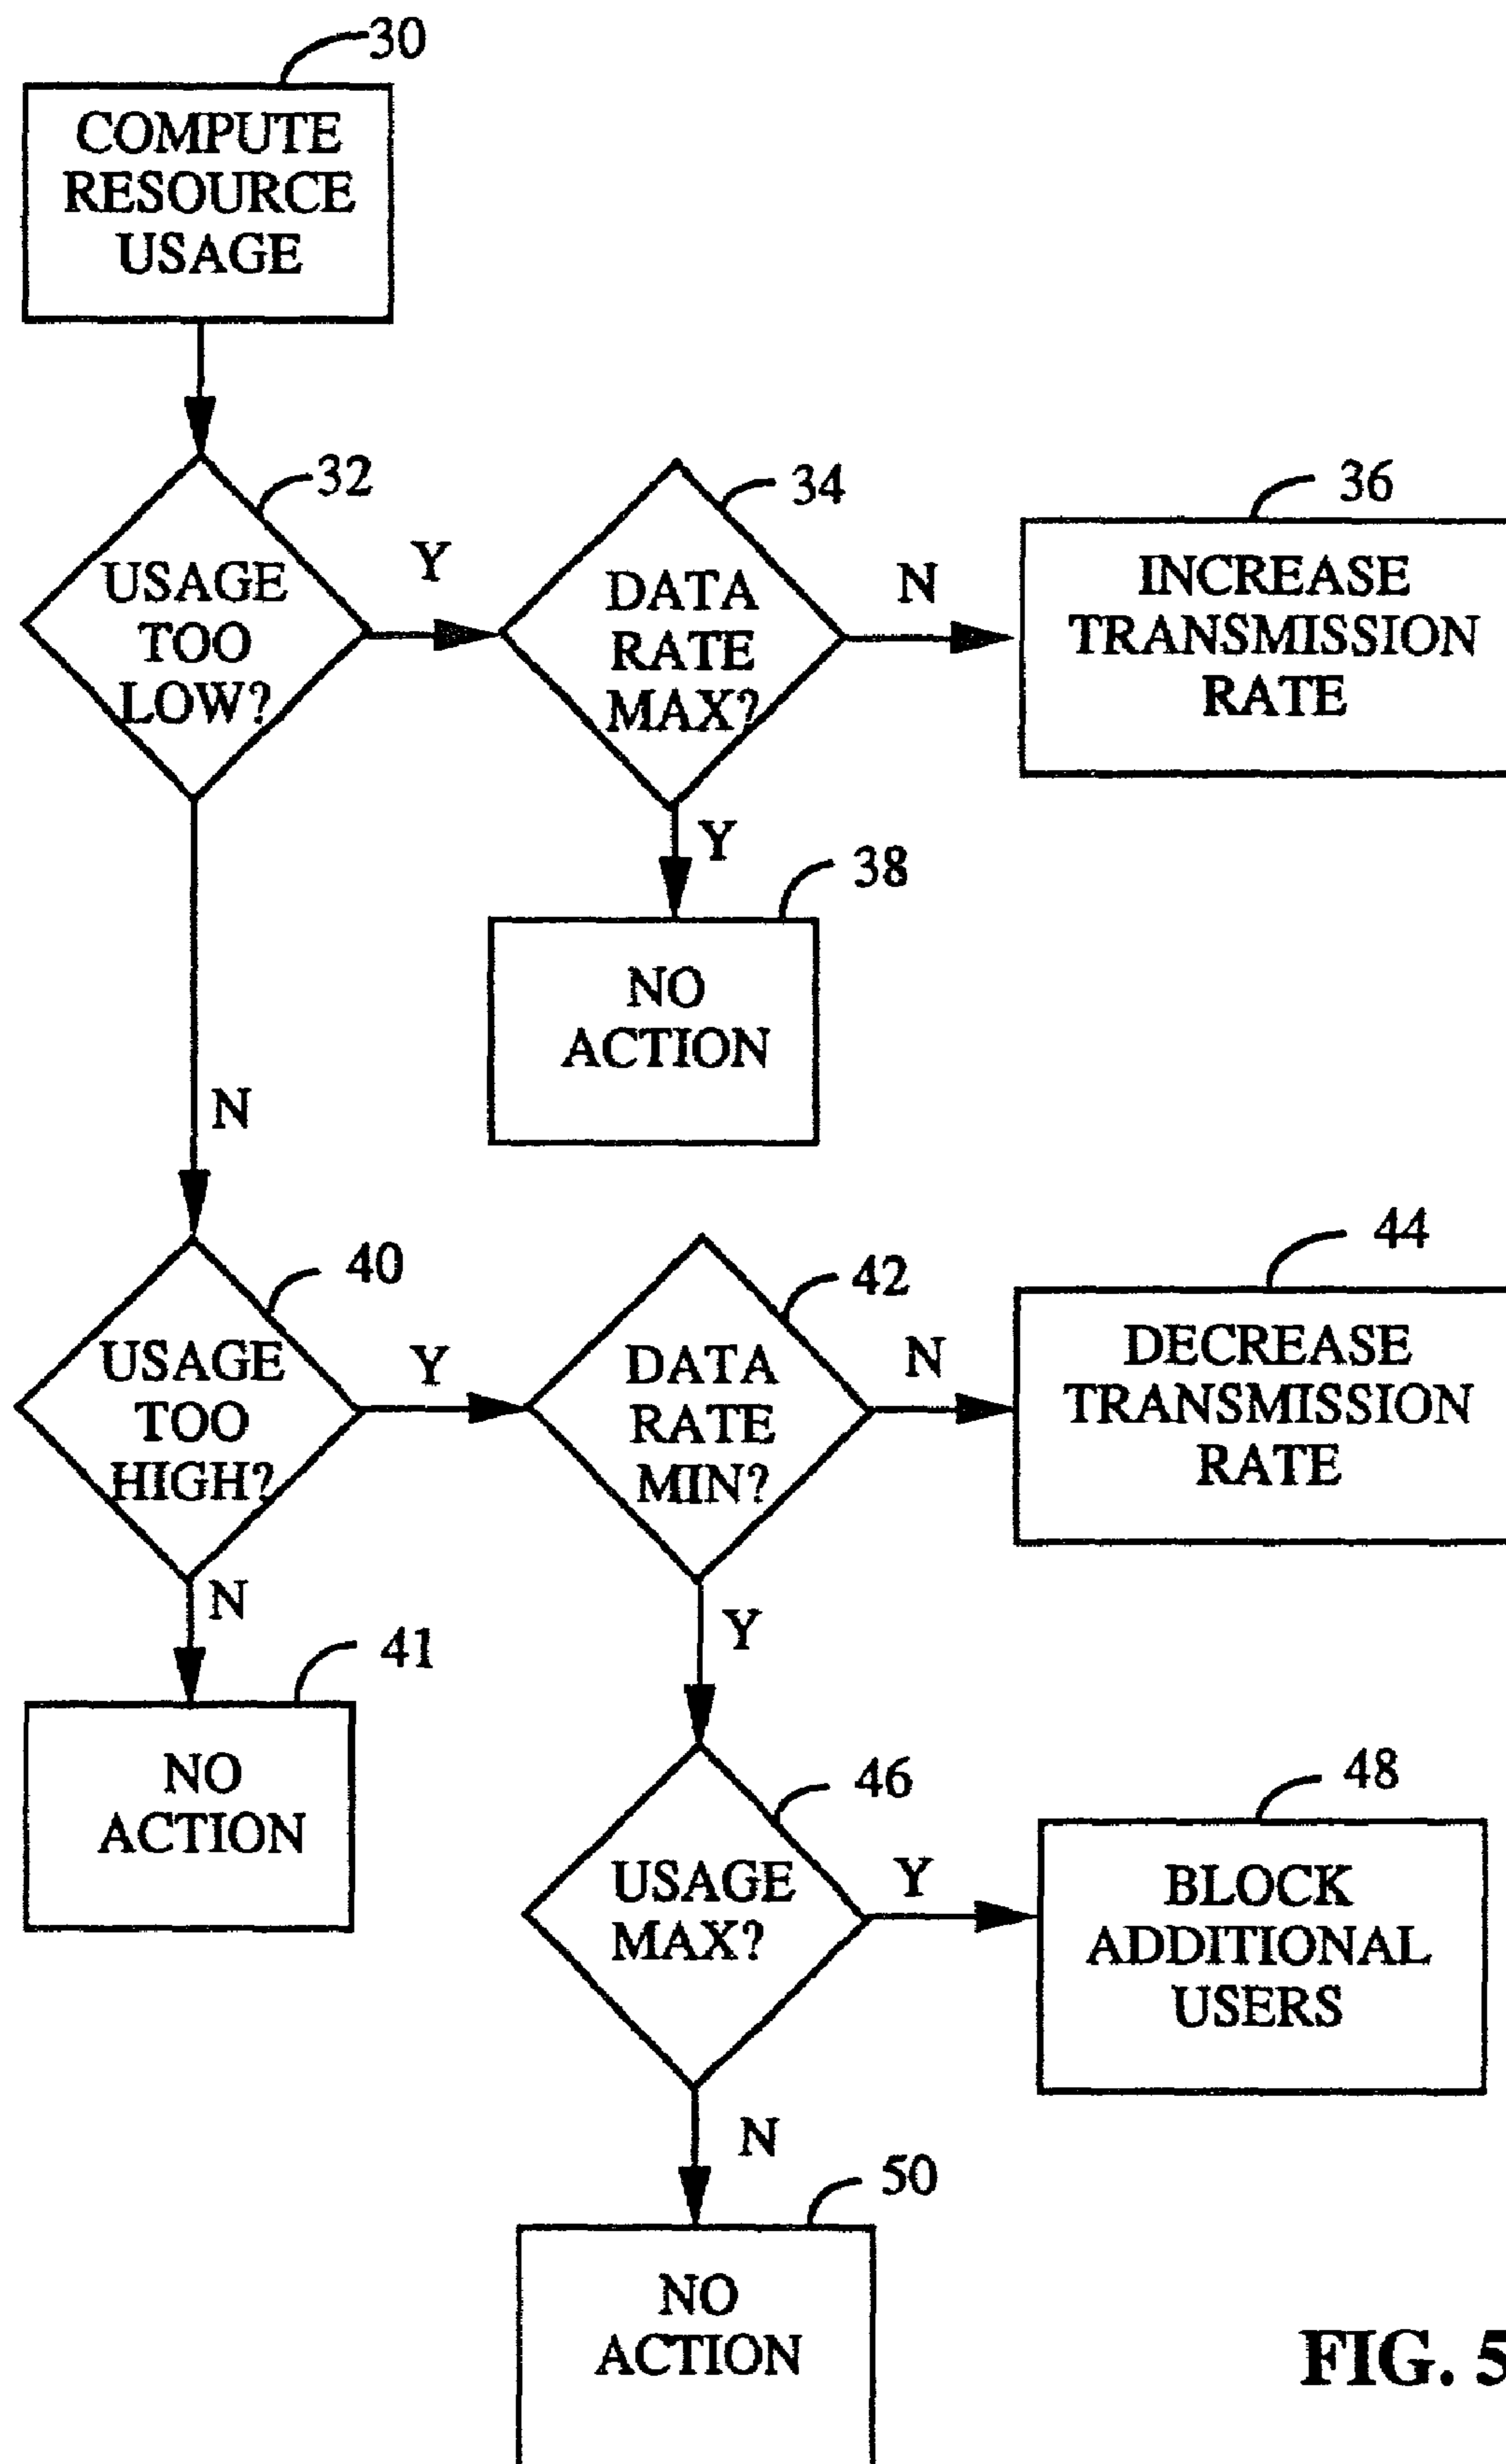 30
COMPUTE
RESOURCE
USAGE
32
USAGE
TOO
LOW?
Y
34
DATA
RATE
MAX?
N
36
INCREASE
TRANSMISSION
RATE
Y
38
NO
ACTION
N
40
USAGE
TOO
HIGH?
Y
42
DATA
RATE
MIN?
N
44
DECREASE
TRANSMISSION
RATE
N
41
NO
ACTION
Y
46
USAGE
MAX?
Y
48
BLOCK
ADDITIONAL
USERS
N
50
NO
ACTION
FIG. 5